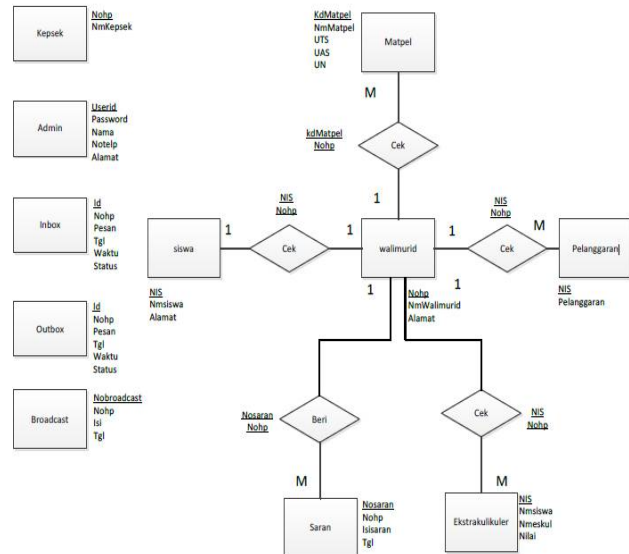 Kepsek
Nohp
NmKepsek
Admin
Userid
Password
Nama
Notelp
Alamat
Inbox
Id
Nohp
Pesan
Tgl
Waktu
Status
Outbox
Id
Nohp
Pesan
Tgl
Waktu
Status
Broadcast
Nobroadcast
Nohp
Isi
Tgl
KdMatpel
NmMatpel
UTS
UAS
UN
Matpel
M
kdMatpel
Nohp
Cek
1
siswa
NIS
Nmsiswa
Alamat
1
NIS
Nohp
Cek
1
walimurid
Nohp
NmWalimurid
Alamat
1
NIS
Nohp
Cek
M
Pelanggaran
NIS
Pelanggaran
1
Nosaran
Nohp
Beri
M
Saran
Nosaran
Nohp
Isisaran
Tgl
1
Cek
NIS
Nohp
M
Ekstrakulikuler
NIS
Nmsiswa
Nmeskul
Nilai